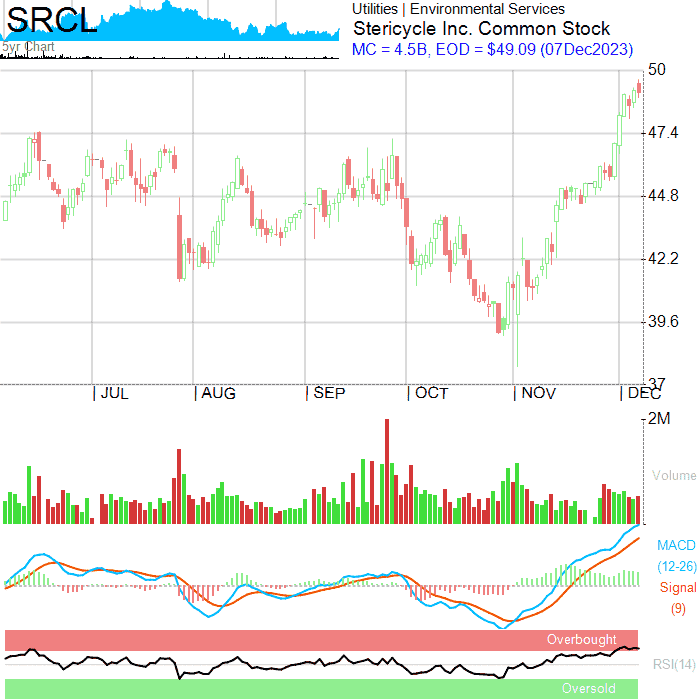 SRCL
5yr Chart
Utilities | Environmental Services
Stericycle Inc. Common Stock
MC = 4.5B, EOD = $49.09 (07Dec2023)
50
47.4
44.8
42.2
39.6
37
JUL AUG SEP OCT NOV DEC
2M
Volume
MACD
(12-26)
Signal
(9)
Overbought
RSI(14)
Oversold